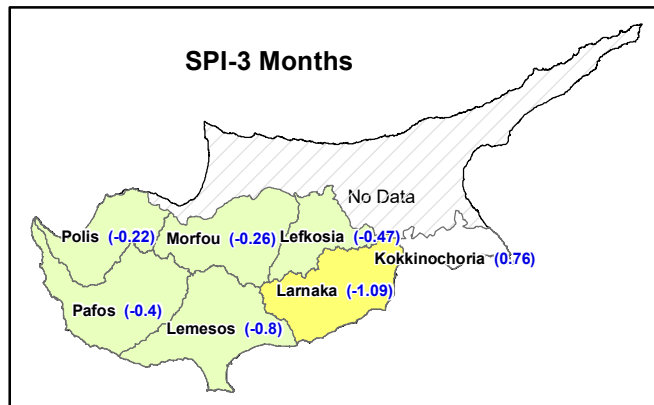 SPI-3 Months
No Data
Polis (-0.22)
Morfou (-0.26)
Lefkosia (-0.47)
Kokkinochoria (0.76)
Larnaka (-1.09)
Pafos (-0.4)
Lemesos (-0.8)